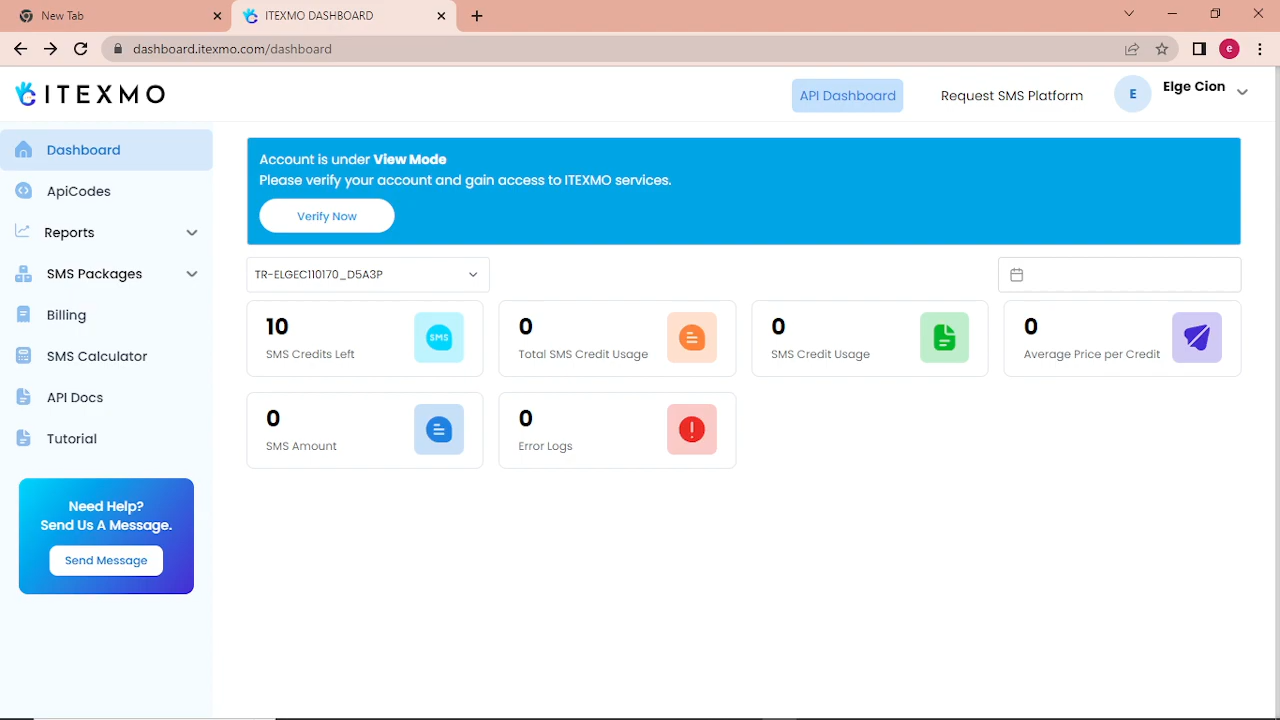 New Tab
ITEXMO DASHBOARD
dashboard.itexmo.com/dashboard
e
ITEXMO
API Dashboard
Request SMS Platform
E
Elge Cion
Dashboard
ApiCodes
Reports
SMS Packages
Billing
SMS Calculator
API Docs
Tutorial
Need Help?
Send Us A Message.
Send Message
Account is under View Mode
Please verify your account and gain access to ITEXMO services.
Verify Now
TR-ELGEC110170_D5A3P
10
SMS Credits Left
SMS
0
Total SMS Credit Usage
0
SMS Credit Usage
0
Average Price per Credit
0
SMS Amount
0
Error Logs